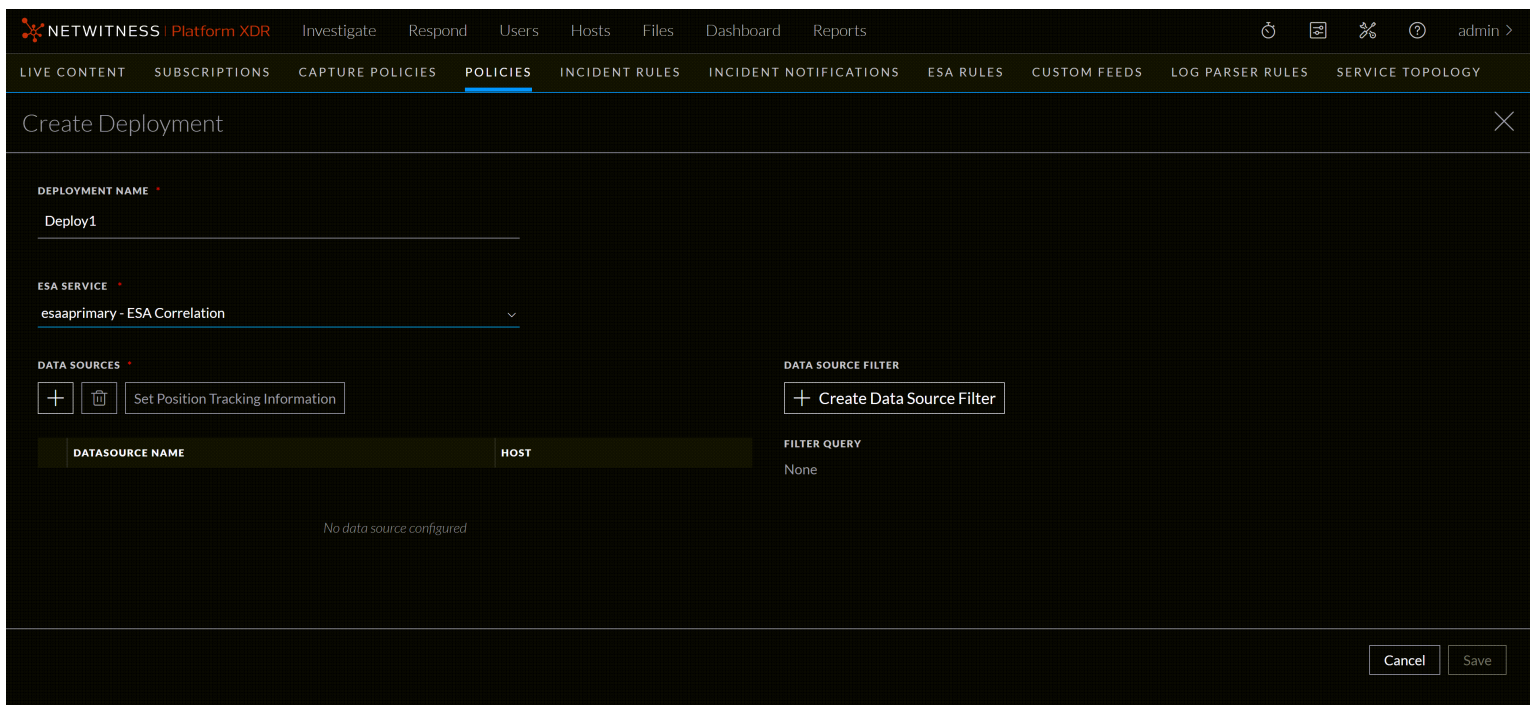 NETWITNESS Platform XDR Investigate Respond Users Hosts Files Dashboard Reports admin >
LIVE CONTENT SUBSCRIPTIONS CAPTURE POLICIES POLICIES INCIDENT RULES INCIDENT NOTIFICATIONS ESA RULES CUSTOM FEEDS LOG PARSER RULES SERVICE TOPOLOGY
Create Deployment
DEPLOYMENT NAME *
Deploy1
ESA SERVICE *
esaaprimary - ESA Correlation
DATA SOURCES *
Set Position Tracking Information
DATASOURCE NAME HOST
No data source configured
DATA SOURCE FILTER
+ Create Data Source Filter
FILTER QUERY
None
Cancel Save